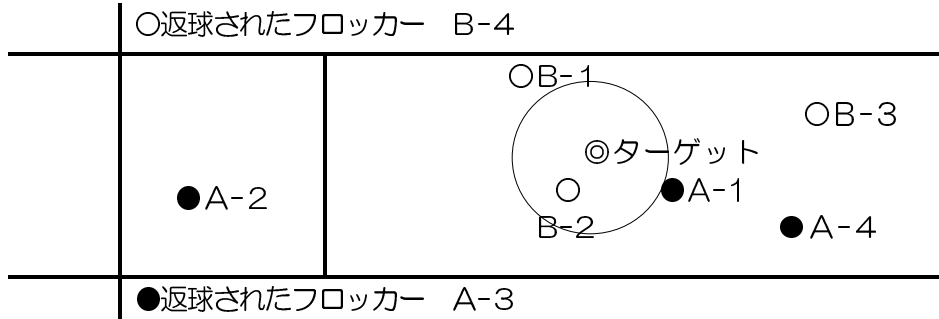 ○返球されたフロッカー　B-4
○B-1
○B-3
◎ターゲット
●A-2
●A-1
B-2
●A-4
●返球されたフロッカー　A-3